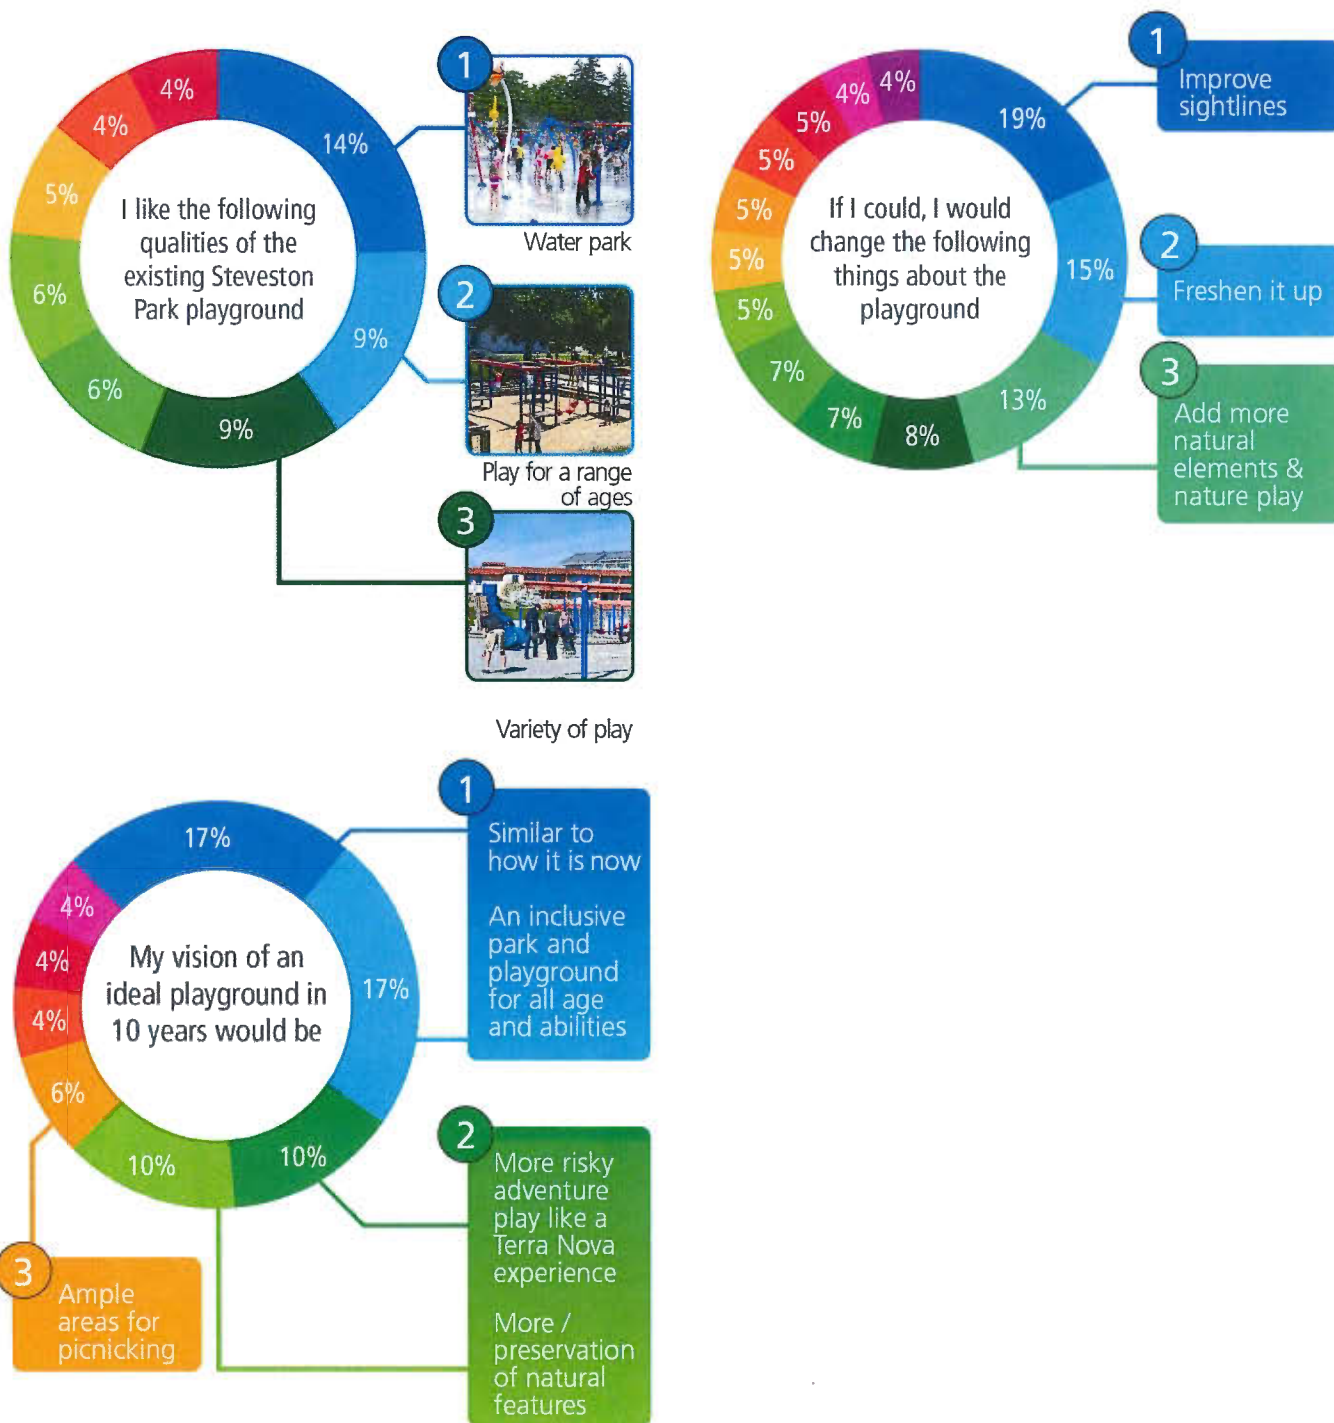 I like the following
qualities of the
existing Steveston
Park playground
14%
9%
9%
6%
6%
5%
4%
4%
1
Water park
2
Play for a range
of ages
3
Variety of play
If I could, I would
change the following
things about the
playground
19%
15%
13%
8%
7%
7%
5%
5%
5%
5%
5%
4%
4%
1
Improve
sightlines
2
Freshen it up
3
Add more
natural
elements &
nature play
My vision of an
ideal playground in
10 years would be
17%
17%
10%
10%
6%
4%
4%
4%
1
Similar to
how it is now
An inclusive
park and
playground
for all age
and abilities
2
More risky
adventure
play like a
Terra Nova
experience
More /
preservation
of natural
features
3
Ample
areas for
picnicking